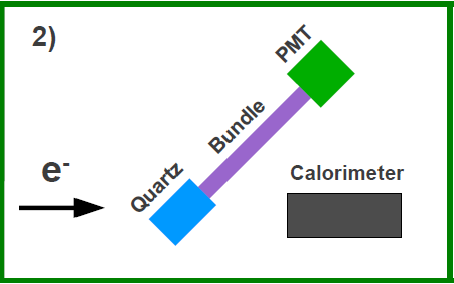 2)
PMT
Bundle
Quartz
e-
Calorimeter